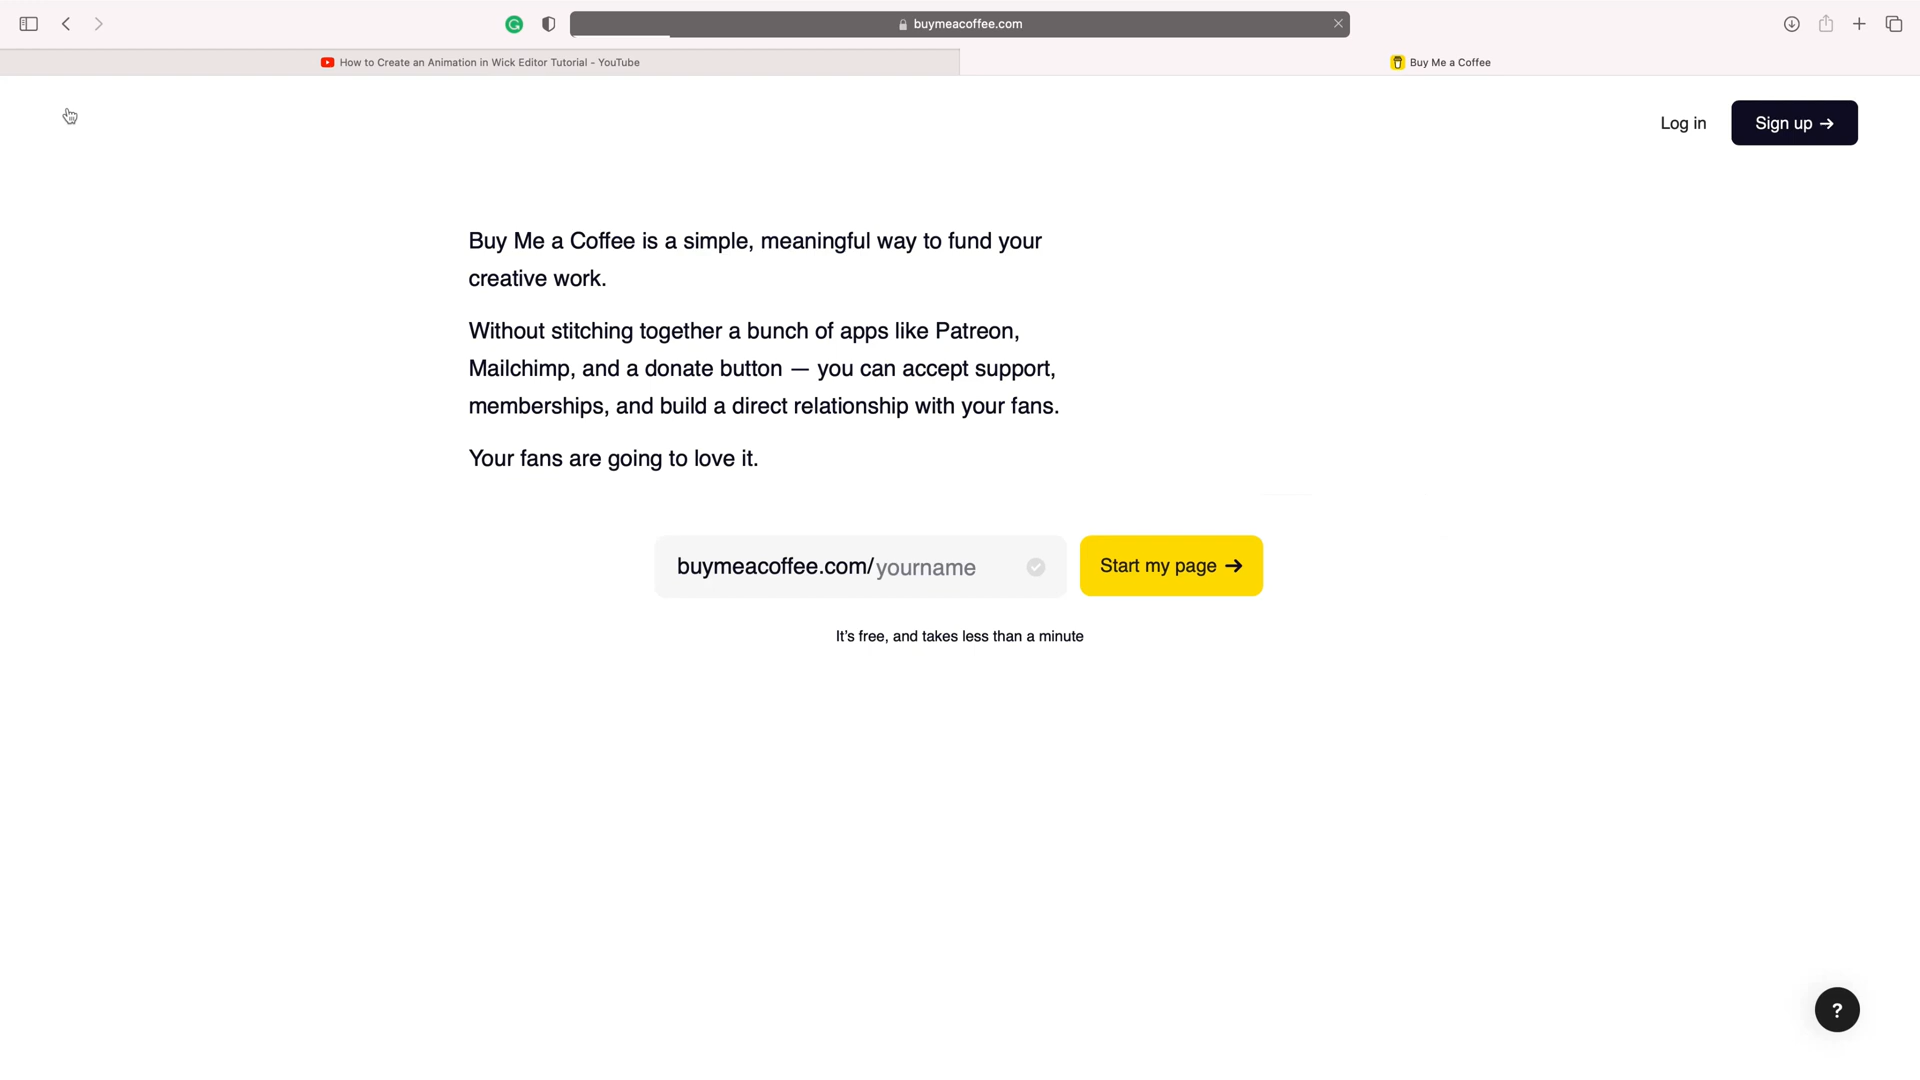 buymeacoffee.com
How to Create an Animation in Wick Editor Tutorial - YouTube
Buy Me a Coffee
Log in
Sign up →
Buy Me a Coffee is a simple, meaningful way to fund your
creative work.
Without stitching together a bunch of apps like Patreon,
Mailchimp, and a donate button — you can accept support,
memberships, and build a direct relationship with your fans.
Your fans are going to love it.
buymeacoffee.com/yourname
Start my page →
It's free, and takes less than a minute
?